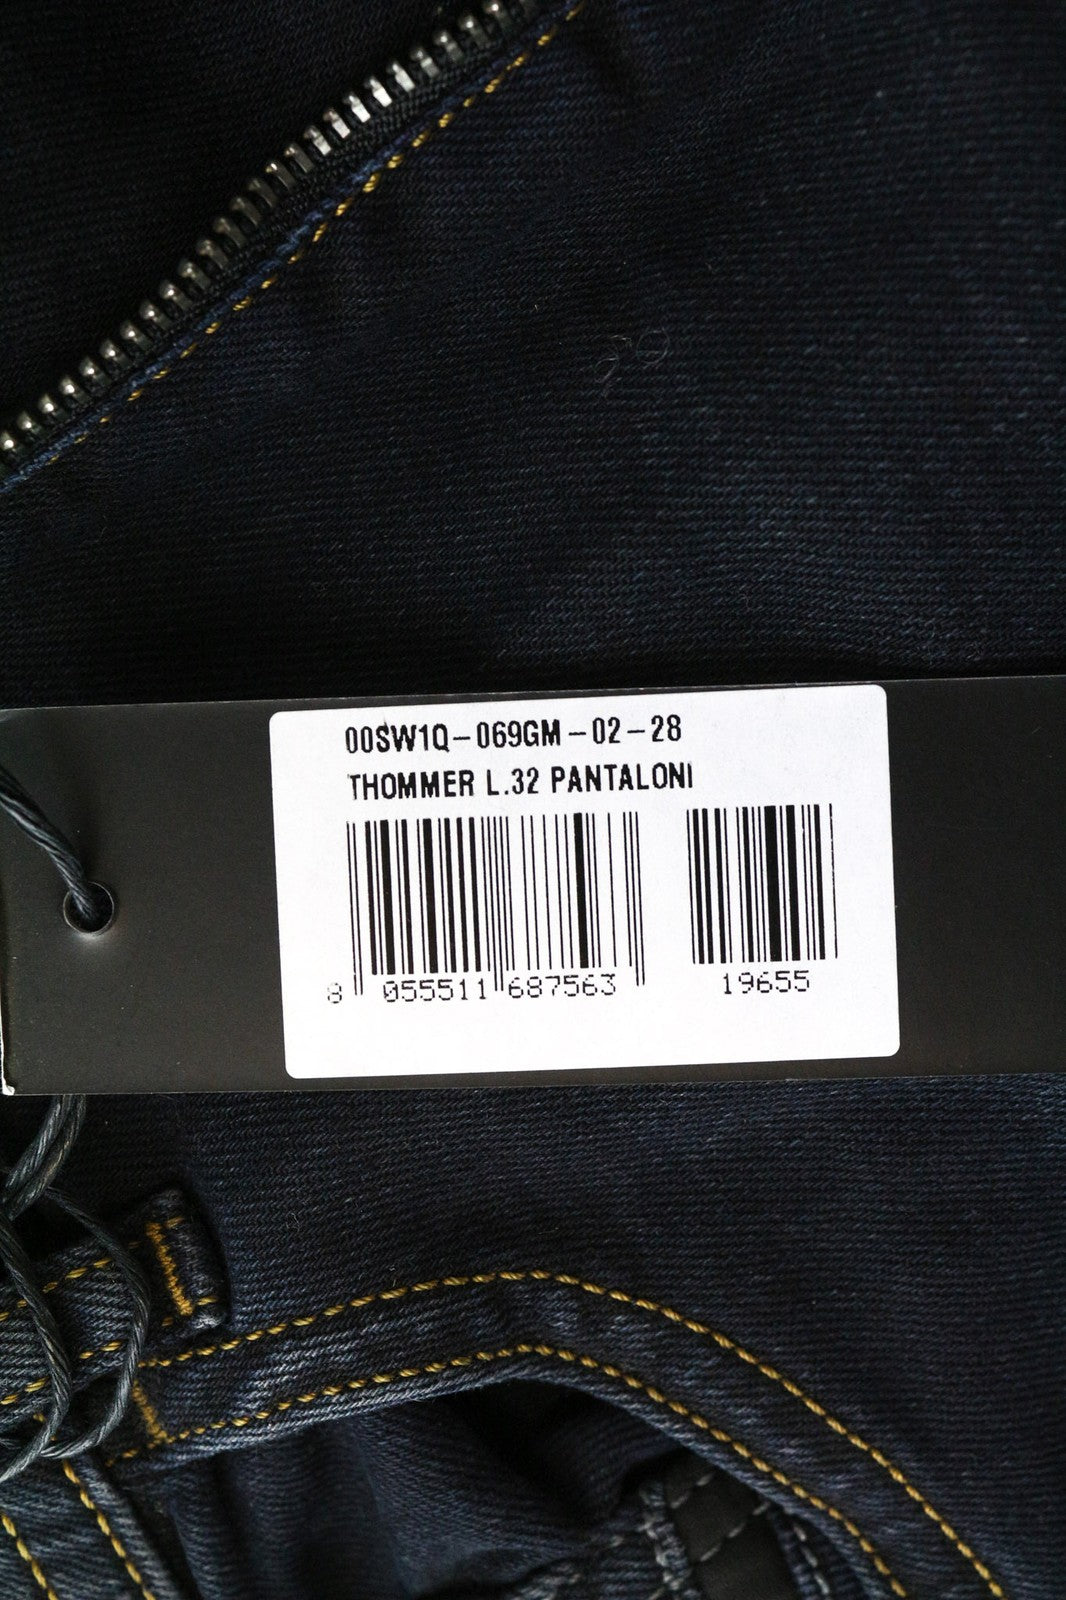 00SW1Q-069GM-02-28
THOMMER L.32 PANTALONI
8 055511 687563 19655